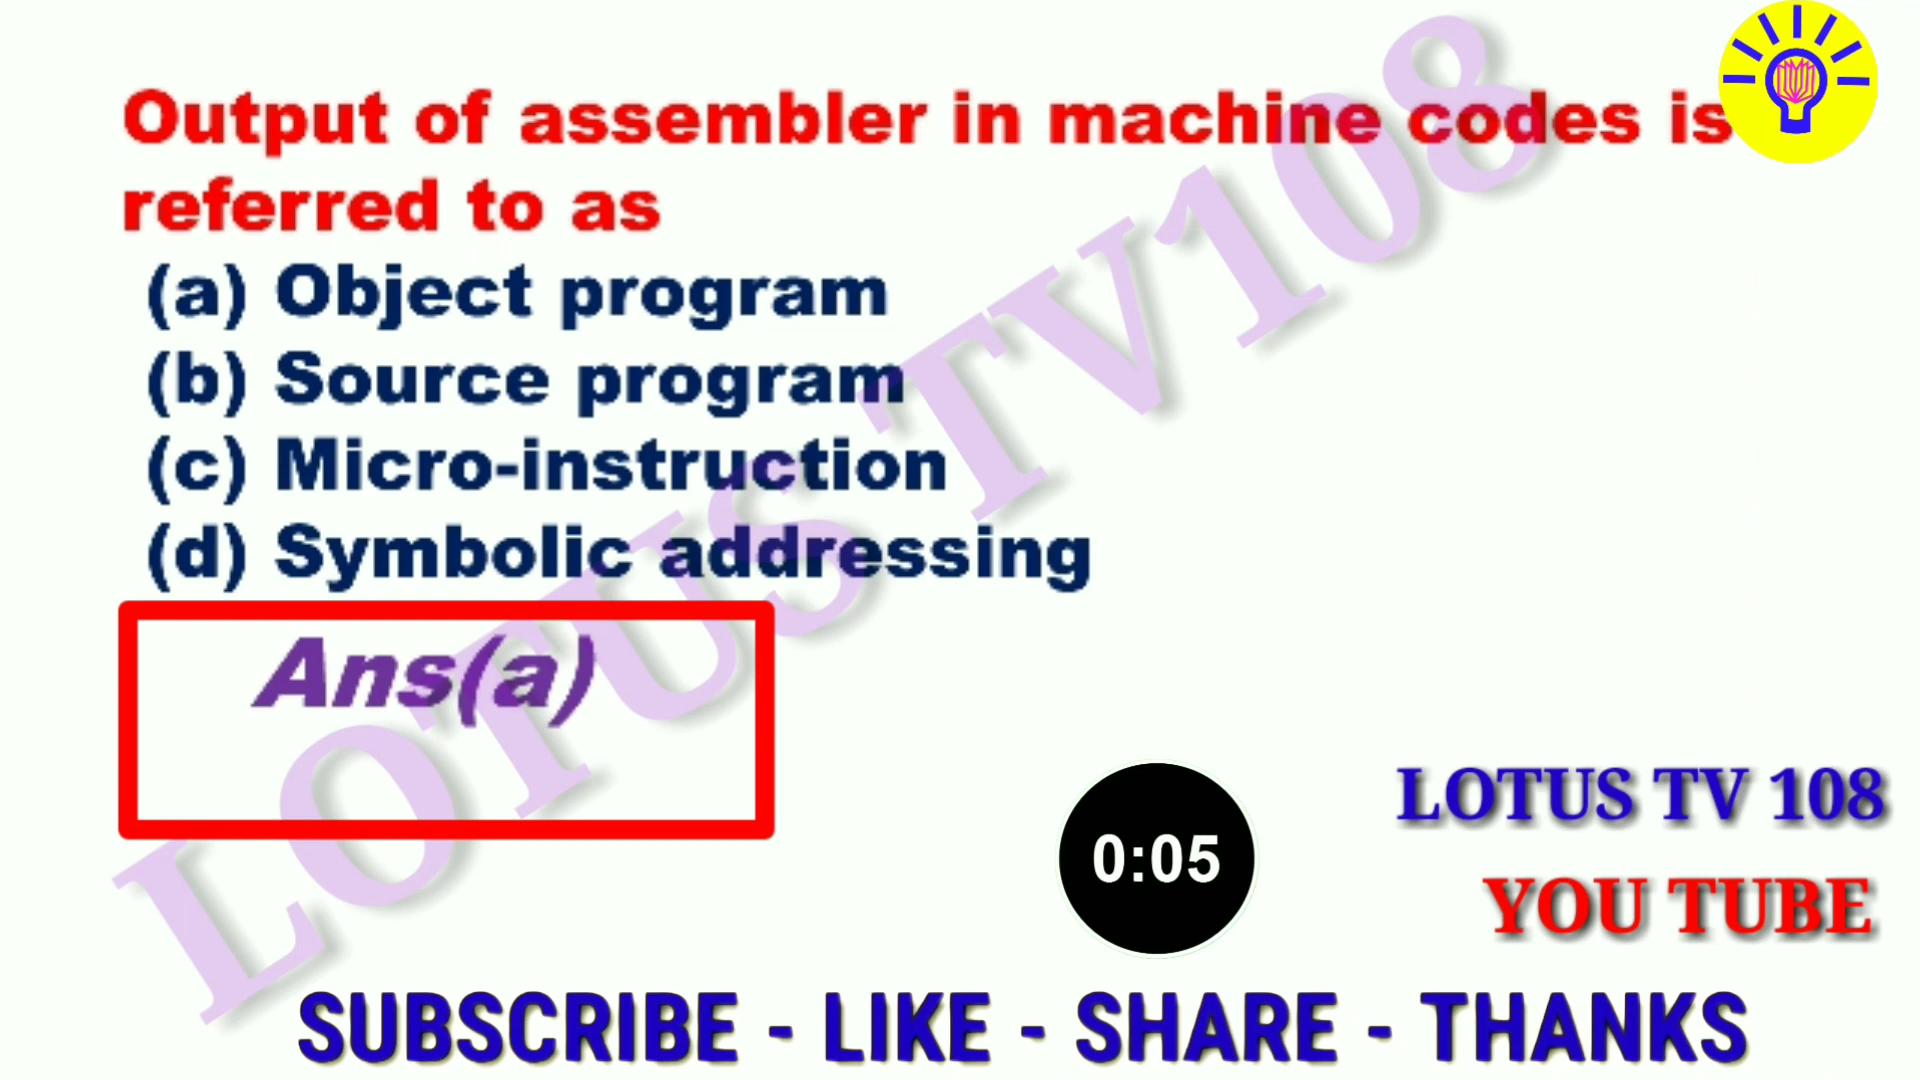 Output of assembler in machine codes is
referred to as
(a) Object program
(b) Source program
(c) Micro-instruction
(d) Symbolic addressing
Ans(a)
LOTUS TV108
0:05
LOTUS TV 108
YOU TUBE
SUBSCRIBE - LIKE - SHARE - THANKS